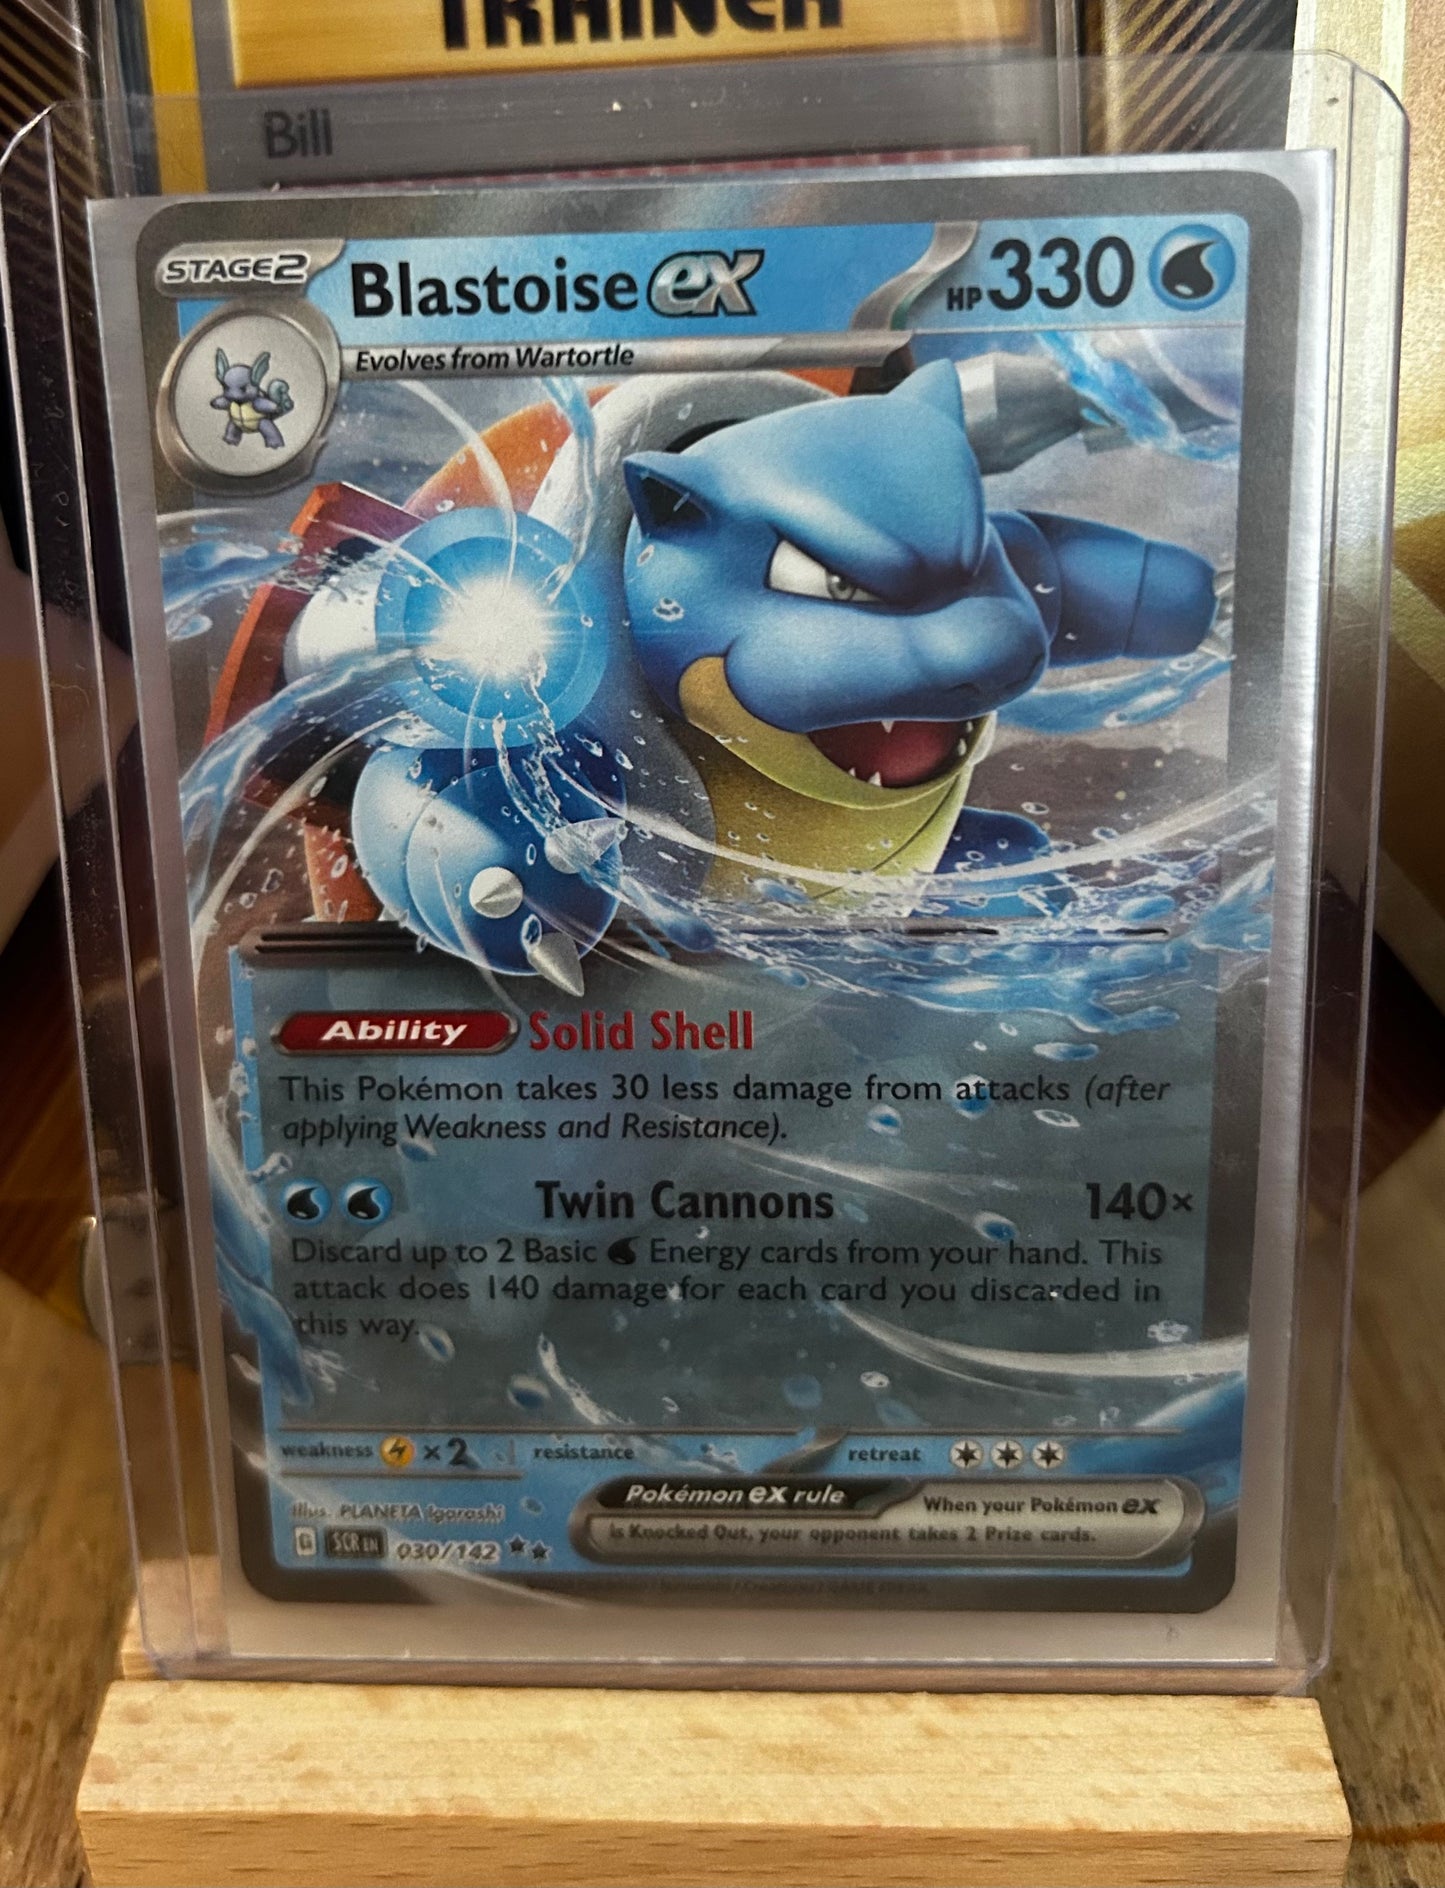 TRAINER
Bill
STAGE2
Blastoise ex
HP 330
Evolves from Wartortle
Ability Solid Shell
This Pokémon takes 30 less damage from attacks (after
applying Weakness and Resistance).
Twin Cannons 140×
Discard up to 2 Basic Energy cards from your hand. This
attack does 140 damage for each card you discarded in
this way.
weakness ×2 resistance retreat
Illus. PLANETA Igarashi
Pokémon ex rule When your Pokémon ex
is Knocked Out, your opponent takes 2 Prize cards.
G SCR EN 030/142